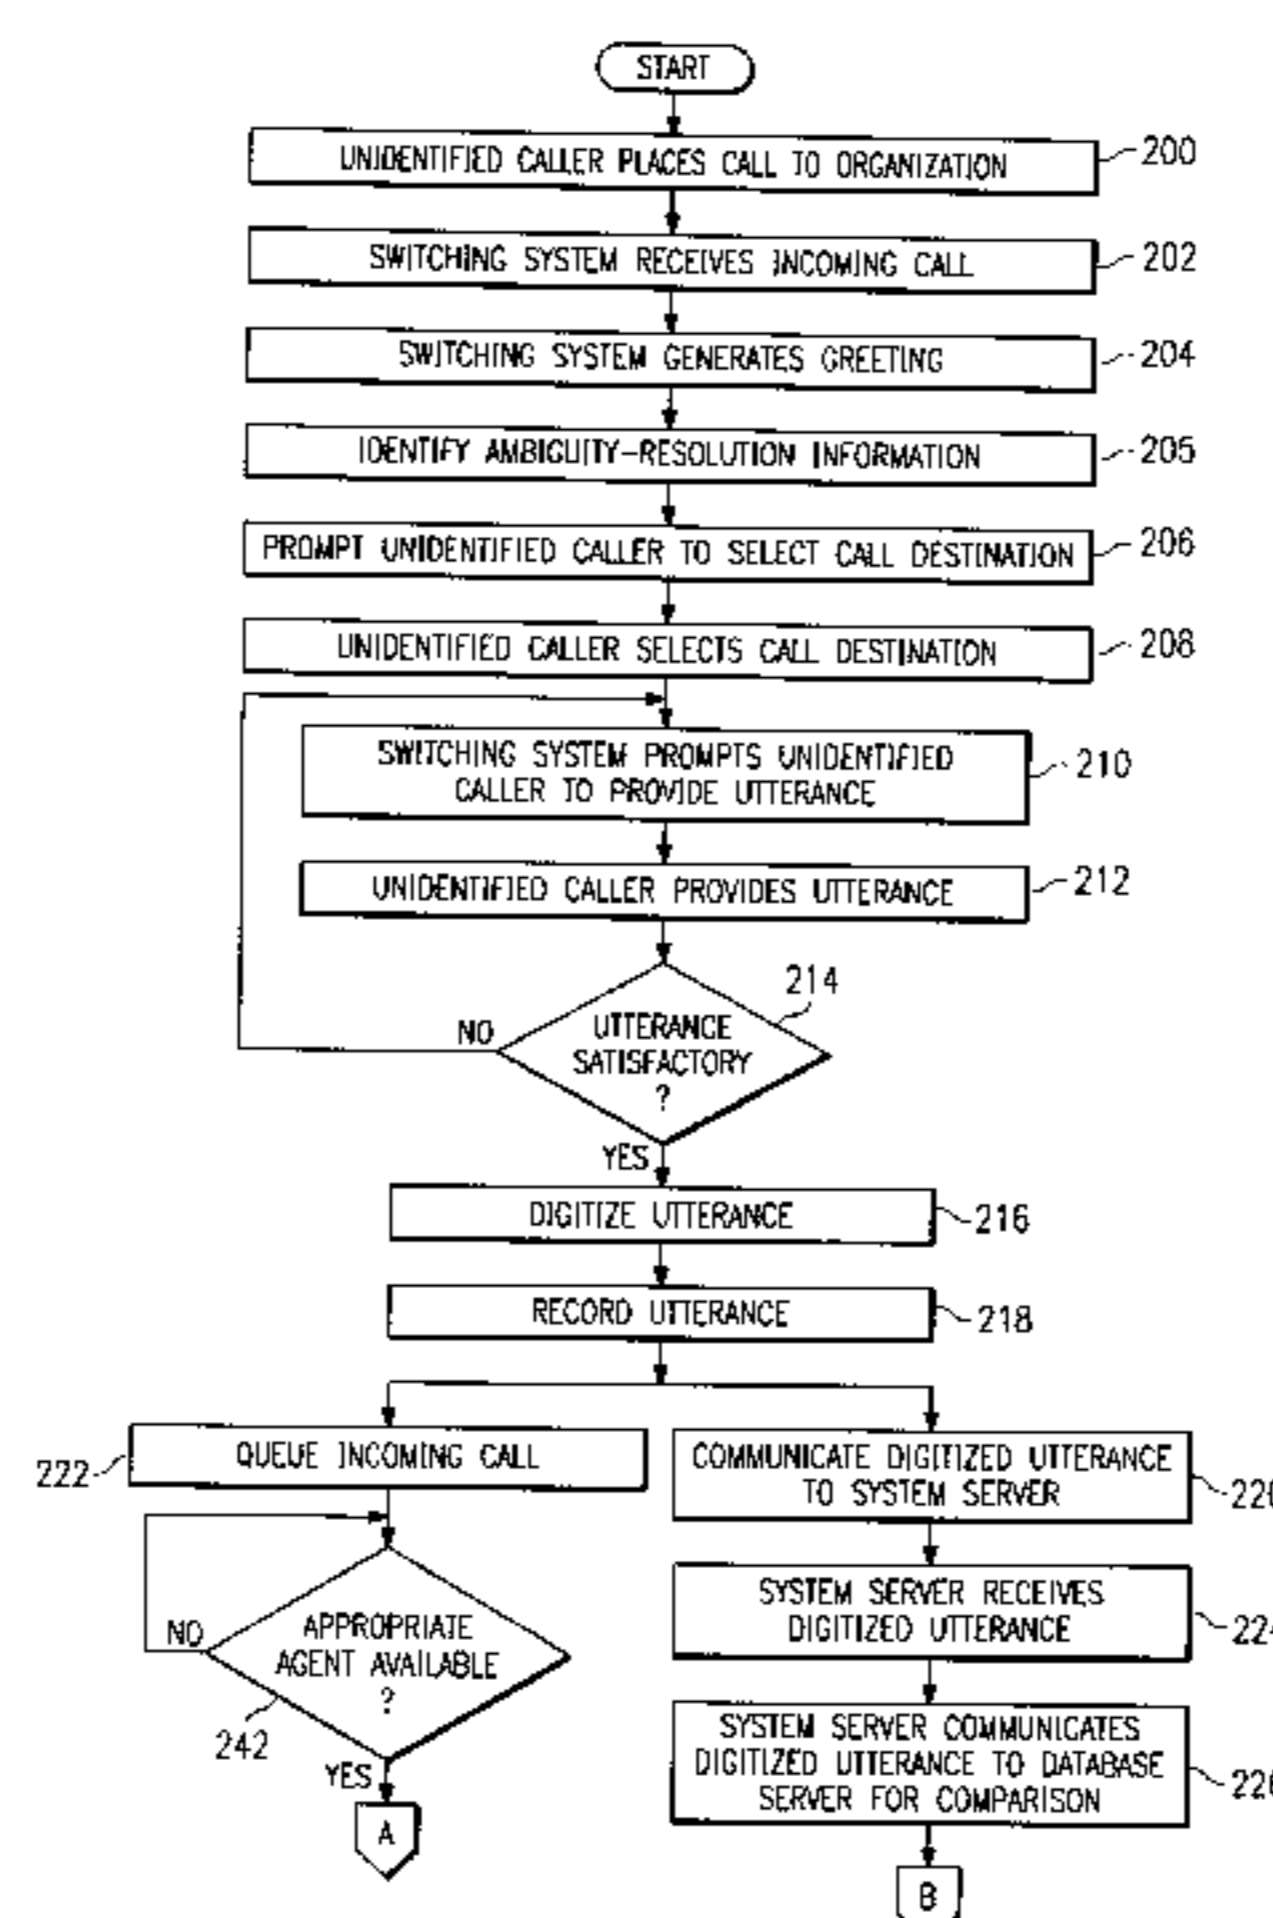 START
UNIDENTIFIED CALLER PLACES CALL TO ORGANIZATION
200
SWITCHING SYSTEM RECEIVES INCOMING CALL
202
SWITCHING SYSTEM GENERATES GREETING
204
IDENTIFY AMBIGUITY-RESOLUTION INFORMATION
205
PROMPT UNIDENTIFIED CALLER TO SELECT CALL DESTINATION
206
UNIDENTIFIED CALLER SELECTS CALL DESTINATION
208
SWITCHING SYSTEM PROMPTS UNIDENTIFIED
CALLER TO PROVIDE UTTERANCE
210
UNIDENTIFIED CALLER PROVIDES UTTERANCE
212
214
NO
UTTERANCE
SATISFACTORY
?
YES
DIGITIZE UTTERANCE
216
RECORD UTTERANCE
218
222
QUEUE INCOMING CALL
COMMUNICATE DIGITIZED UTTERANCE
TO SYSTEM SERVER
NO
APPROPRIATE
AGENT AVAILABLE
?
242
YES
A
SYSTEM SERVER RECEIVES
DIGITIZED UTTERANCE
SYSTEM SERVER COMMUNICATES
DIGITIZED UTTERANCE TO DATABASE
SERVER FOR COMPARISON
B